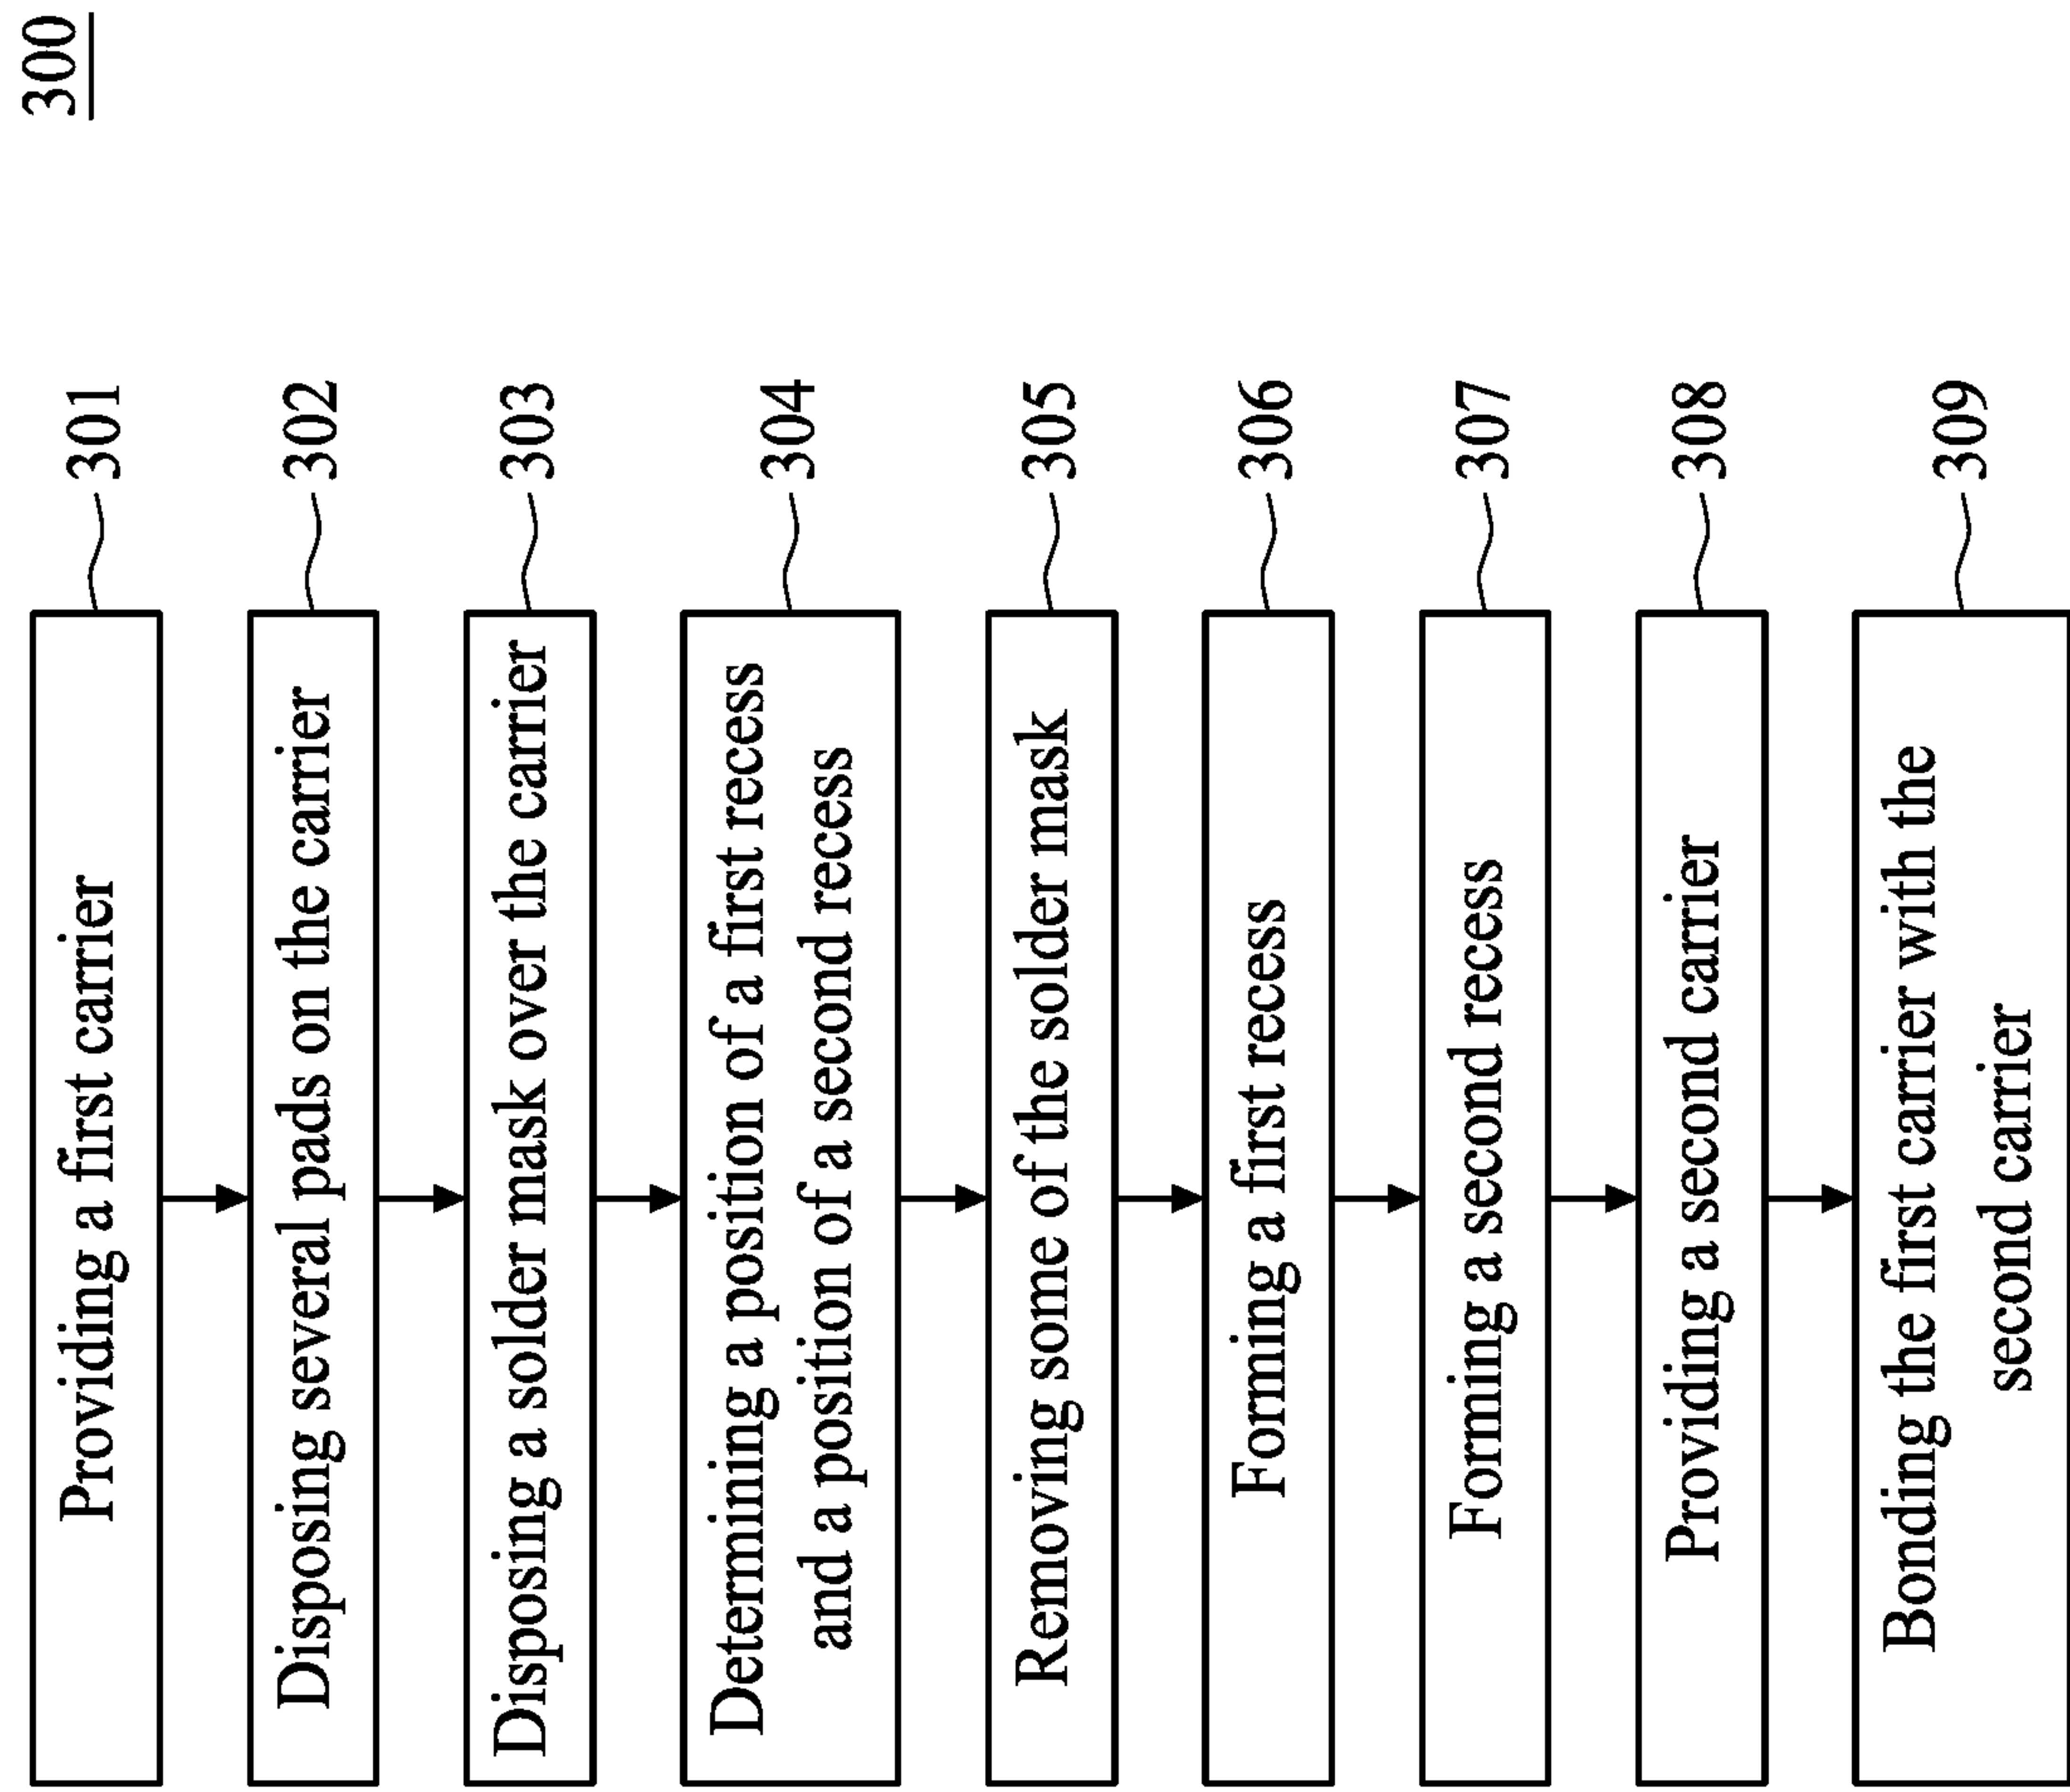 300
Providing a first carrier
301
Disposing several pads on the carrier
302
Disposing a solder mask over the carrier
303
Determining a position of a first recess
and a position of a second recess
304
Removing some of the solder mask
305
Forming a first recess
306
Forming a second recess
307
Providing a second carrier
308
Bonding the first carrier with the
second carrier
309